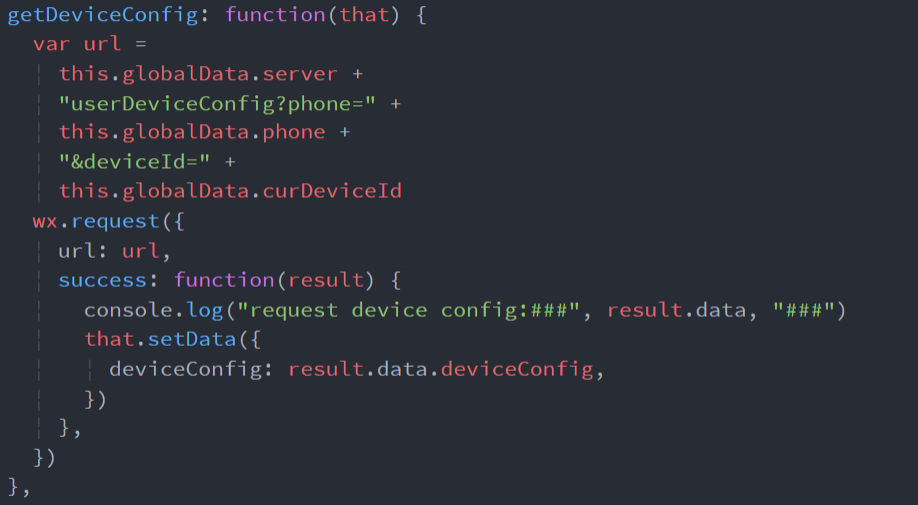 getDeviceConfig: function(that) {
var url =
this.globalData.server +
"userDeviceConfig?phone=" +
this.globalData.phone +
"&deviceId=" +
this.globalData.curDeviceId
wx.request({
url: url,
success: function(result) {
console.log("request device config:###", result.data, "###")
that.setData({
deviceConfig: result.data.deviceConfig,
})
},
})
},